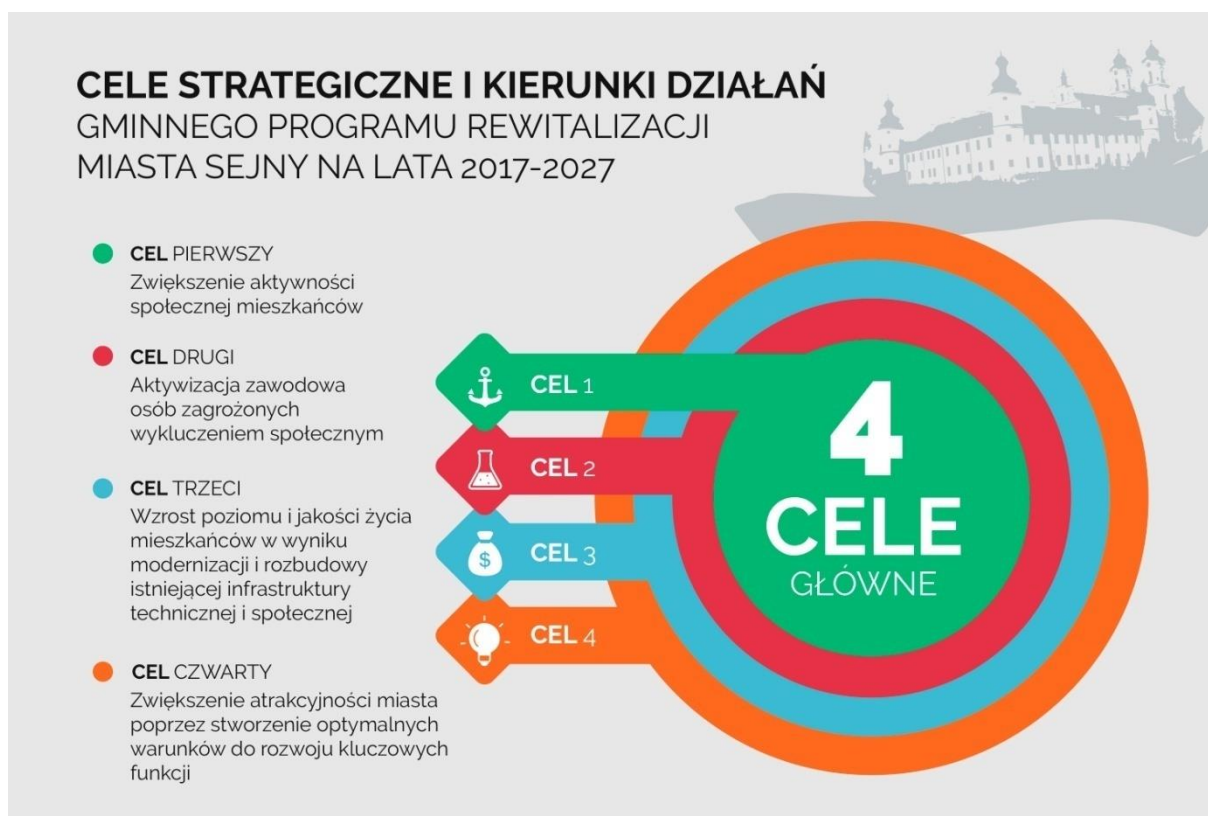 CELE STRATEGICZNE I KIERUNKI DZIAŁAŃ
GMINNEGO PROGRAMU REWITALIZACJI
MIASTA SEJNY NA LATA 2017-2027
CEL PIERWSZY
Zwiększenie aktywności
społecznej mieszkańców
CEL DRUGI
Aktywizacja zawodowa
osób zagrożonych
wykluczeniem społecznym
CEL TRZECI
Wzrost poziomu i jakości życia
mieszkańców w wyniku
modernizacji i rozbudowy
istniejącej infrastruktury
technicznej i społecznej
CEL CZWARTY
Zwiększenie atrakcyjności miasta
poprzez stworzenie optymalnych
warunków do rozwoju kluczowych
funkcji
CEL 1
CEL 2
$
CEL 3
CEL 4
4
CELE
GŁÓWNE